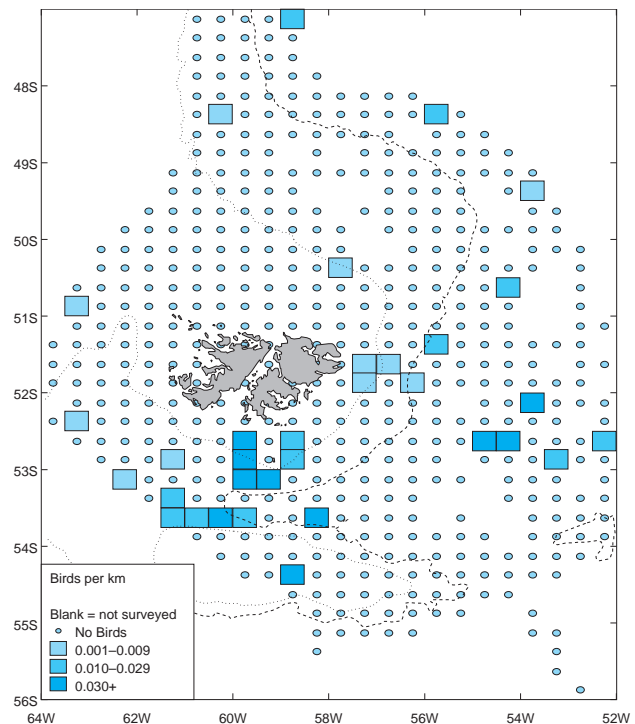 48S
49S
50S
51S
52S
53S
54S
55S
56S
Birds per km
Blank = not surveyed
No Birds
0.001–0.009
0.010–0.029
0.030+
64W
62W
60W
58W
56W
54W
52W